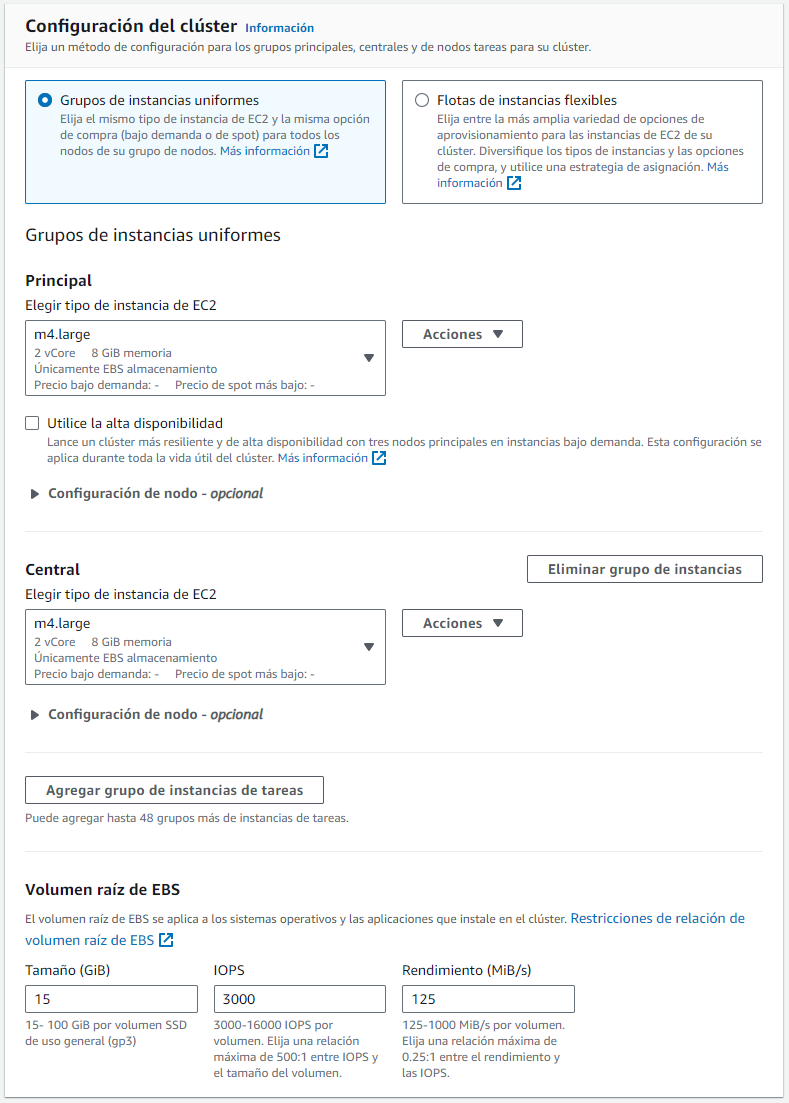 Configuración del clúster Información
Elija un método de configuración para los grupos principales, centrales y de nodos tareas para su clúster.
Grupos de instancias uniformes
Elija el mismo tipo de instancia de EC2 y la misma opción
de compra (bajo demanda o de spot) para todos los
nodos de su grupo de nodos. Más información
Flotas de instancias flexibles
Elija entre la más amplia variedad de opciones de
aprovisionamiento para las instancias de EC2 de su
clúster. Diversifique los tipos de instancias y las opciones
de compra, y utilice una estrategia de asignación. Más
información
Grupos de instancias uniformes
Principal
Elegir tipo de instancia de EC2
m4.large
2 vCore 8 GiB memoria
Únicamente EBS almacenamiento
Precio bajo demanda: - Precio de spot más bajo: -
Acciones
Utilice la alta disponibilidad
Lance un clúster más resiliente y de alta disponibilidad con tres nodos principales en instancias bajo demanda. Esta configuración se
aplica durante toda la vida útil del clúster. Más información
Configuración de nodo - opcional
Central
Eliminar grupo de instancias
Elegir tipo de instancia de EC2
m4.large
2 vCore 8 GiB memoria
Únicamente EBS almacenamiento
Precio bajo demanda: - Precio de spot más bajo: -
Acciones
Configuración de nodo - opcional
Agregar grupo de instancias de tareas
Puede agregar hasta 48 grupos más de instancias de tareas.
Volumen raíz de EBS
El volumen raíz de EBS se aplica a los sistemas operativos y las aplicaciones que instale en el clúster. Restricciones de relación de
volumen raíz de EBS
Tamaño (GiB)
15
15- 100 GiB por volumen SSD
de uso general (gp3)
IOPS
3000
3000-16000 IOPS por
volumen. Elija una relación
máxima de 500:1 entre IOPS y
el tamaño del volumen.
Rendimiento (MiB/s)
125
125-1000 MiB/s por volumen.
Elija una relación máxima de
0.25:1 entre el rendimiento y
las IOPS.